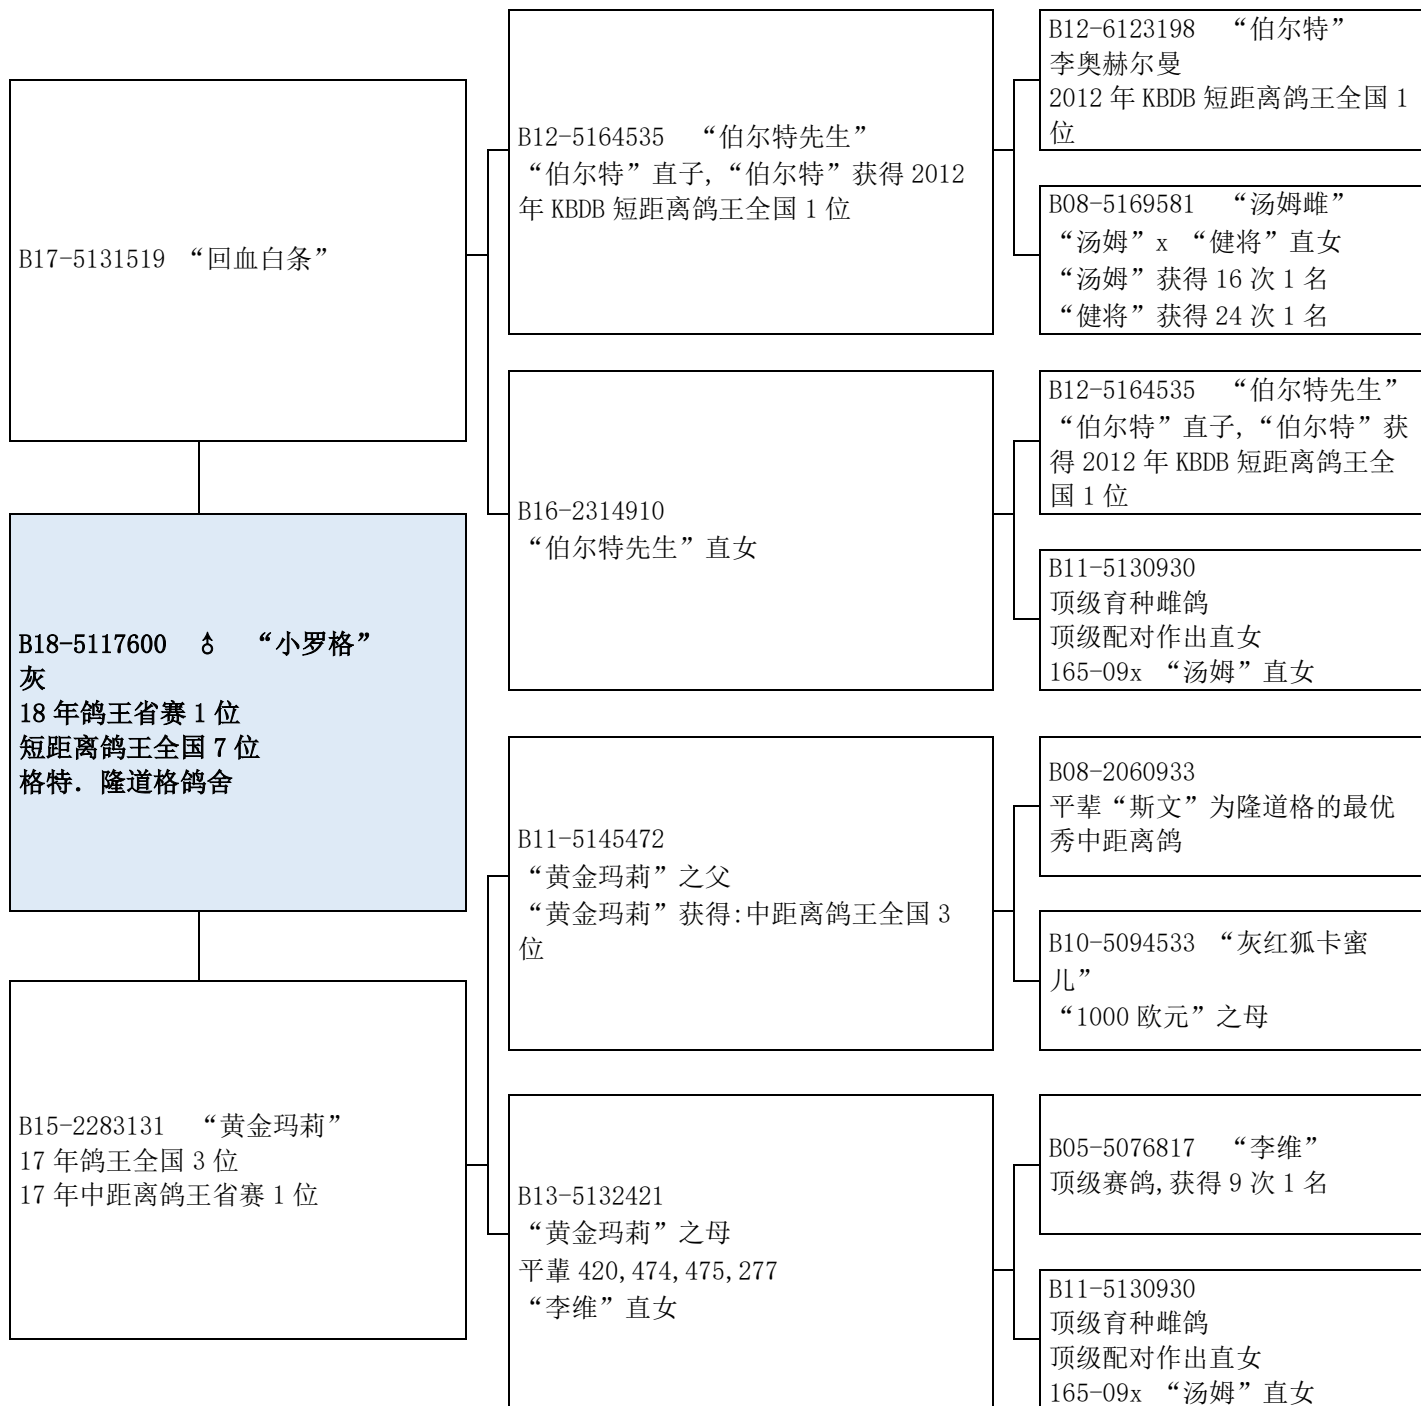 B17-5131519 “回血白条”
B18-5117600 ♁ “小罗格”
灰
18 年鸽王省赛 1 位
短距离鸽王全国 7 位
格特．隆道格鸽舍
B15-2283131 “黄金玛莉”
17 年鸽王全国 3 位
17 年中距离鸽王省赛 1 位
B12-5164535 “伯尔特先生”
“伯尔特”直子,“伯尔特”获得 2012
年 KBDB 短距离鸽王全国 1 位
B16-2314910
“伯尔特先生”直女
B11-5145472
“黄金玛莉”之父
“黄金玛莉”获得:中距离鸽王全国 3
位
B13-5132421
“黄金玛莉”之母
平輩 420,474,475,277
“李维”直女
B12-6123198 “伯尔特”
李奥赫尔曼
2012 年 KBDB 短距离鸽王全国 1
位
B08-5169581 “汤姆雌”
“汤姆”x “健将”直女
“汤姆”获得 16 次 1 名
“健将”获得 24 次 1 名
B12-5164535 “伯尔特先生”
“伯尔特”直子,“伯尔特”获
得 2012 年 KBDB 短距离鸽王全
国 1 位
B11-5130930
顶级育种雌鸽
顶级配对作出直女
165-09x “汤姆”直女
B08-2060933
平辈“斯文”为隆道格的最优
秀中距离鸽
B10-5094533 “灰红狐卡蜜
儿”
“1000 欧元”之母
B05-5076817 “李维”
顶级赛鸽,获得 9 次 1 名
B11-5130930
顶级育种雌鸽
顶级配对作出直女
165-09x “汤姆”直女